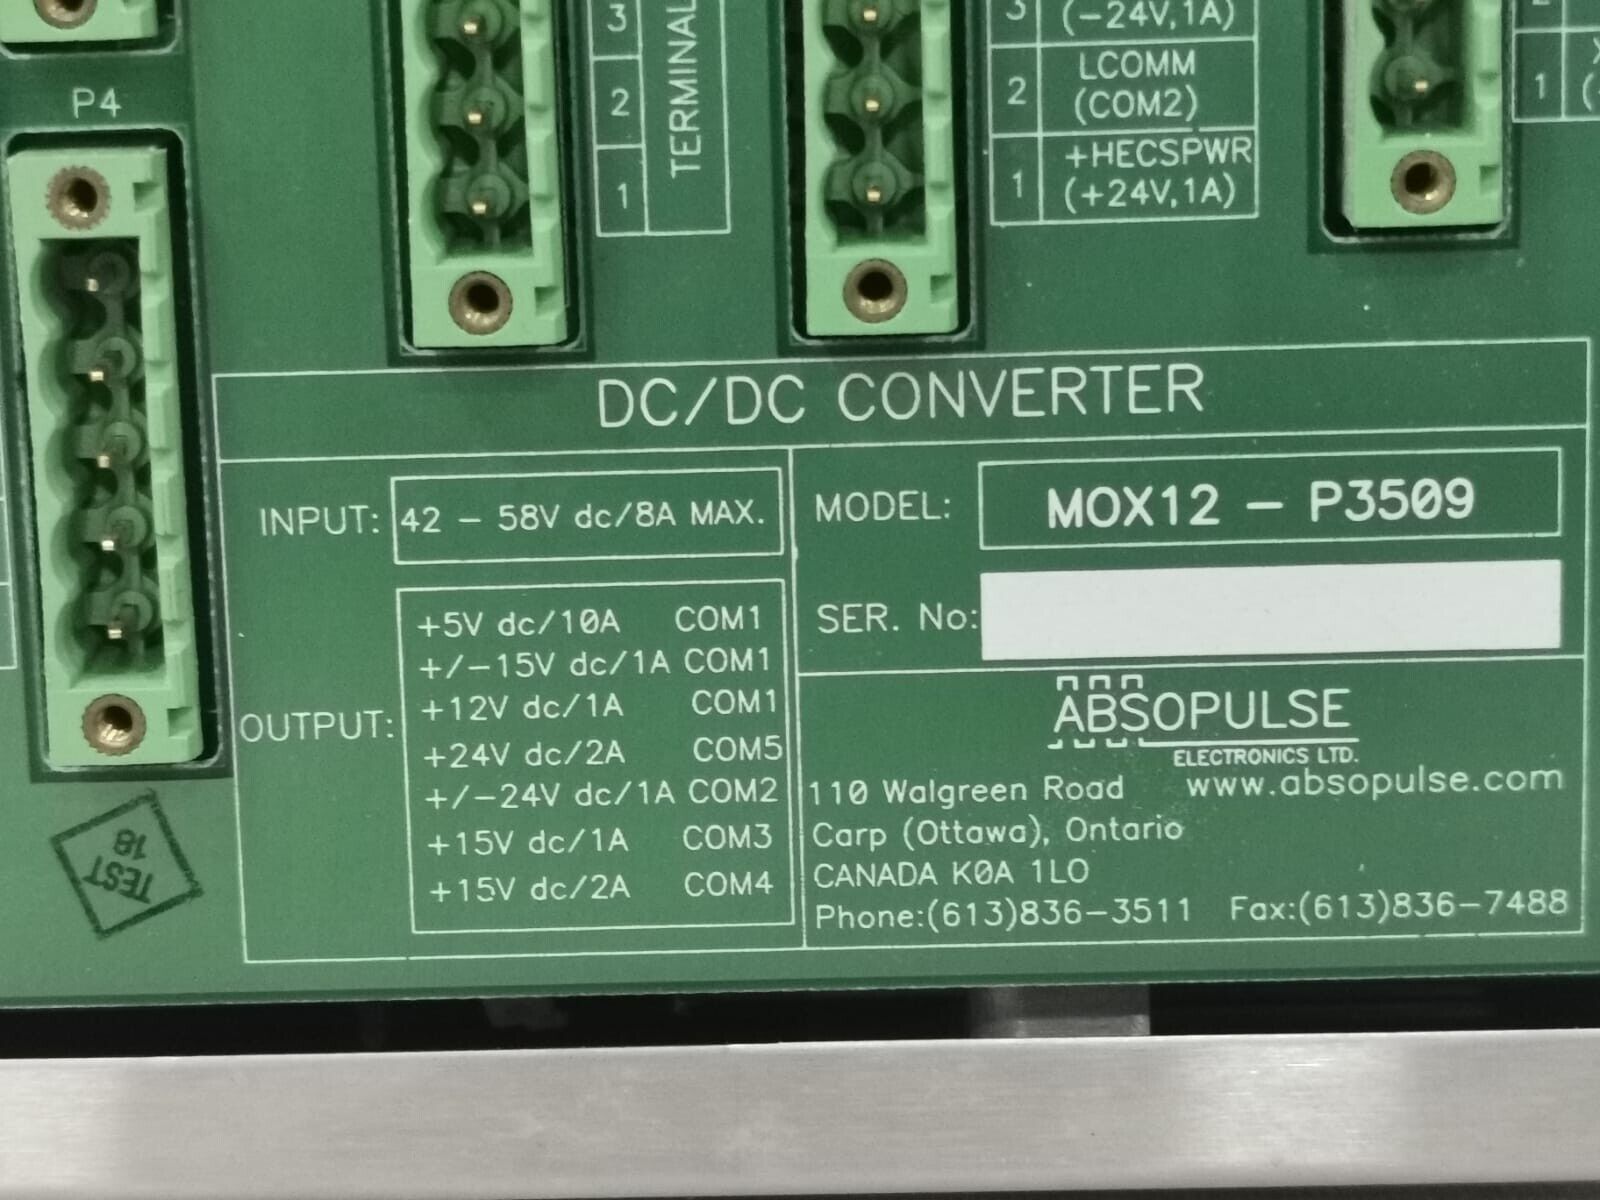 P4
3
2
1
TERMINAL
3 (-24V,1A)
2 LCOMM
(COM2)
1 +HECSPWR
(+24V,1A)
1
DC/DC CONVERTER
INPUT: 42 - 58V dc/8A MAX.
OUTPUT:
+5V dc/10A COM1
+/-15V dc/1A COM1
+12V dc/1A COM1
+24V dc/2A COM5
+/-24V dc/1A COM2
+15V dc/1A COM3
+15V dc/2A COM4
MODEL: MOX12 - P3509
SER. No:
ABSOPULSE
ELECTRONICS LTD.
110 Walgreen Road www.absopulse.com
Carp (Ottawa), Ontario
CANADA K0A 1LO
Phone:(613)836-3511 Fax:(613)836-7488
TEST
18